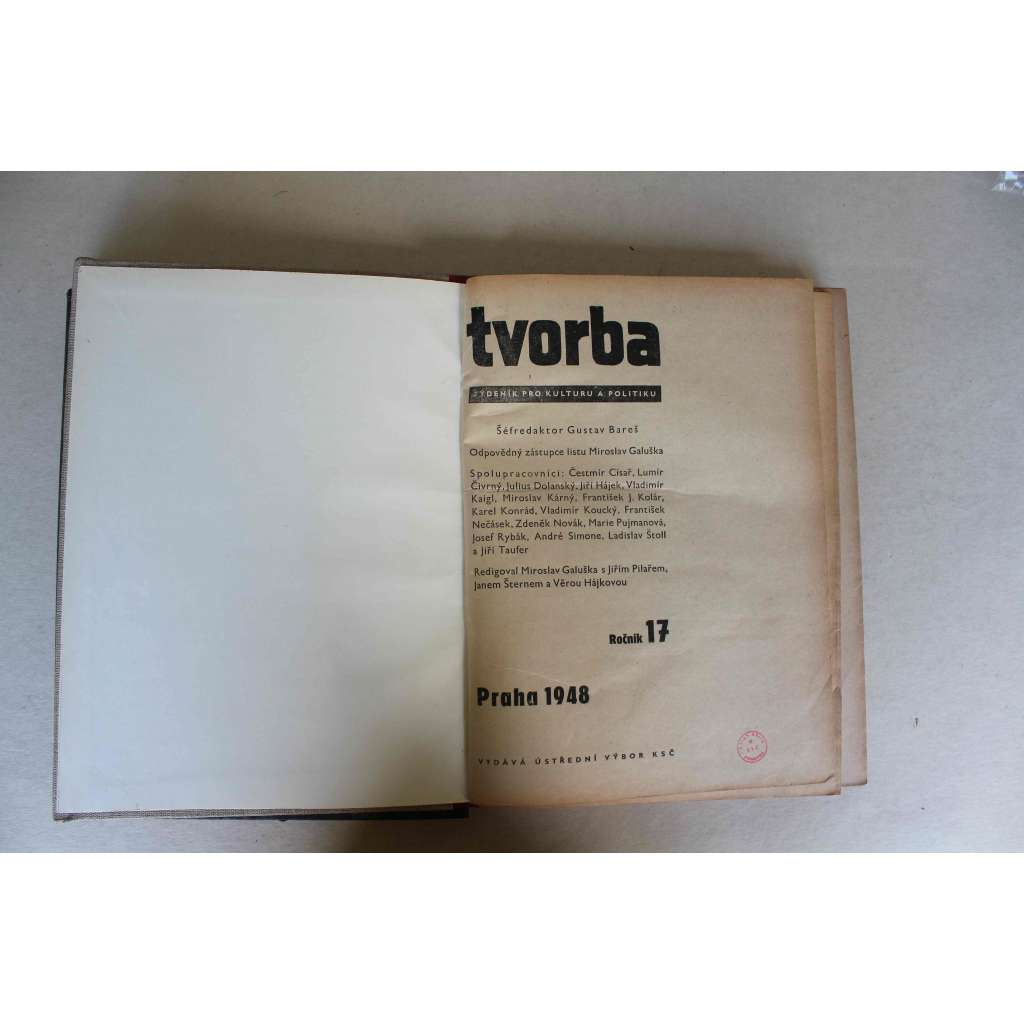 tvorba
TÝDENÍK PRO KULTURU A POLITIKU
Šéfredaktor Gustav Bareš
Odpovědný zástupce listu Miroslav Galuška
Spolupracovníci: Čestmír Císař, Lumír
Čivrný, Julius Dolanský, Jiří Hájek, Vladimír
Kaigl, Miroslav Kárný, František J. Kolár,
Karel Konrád, Vladimír Koucký, František
Nečásek, Zdeněk Novák, Marie Pujmanová,
Josef Rybák, André Simone, Ladislav Štoll
a Jiří Taufer
Redigoval Miroslav Galuška s Jiřím Pilařem,
Janem Šternem a Věrou Hájkovou
Ročník 17
Praha 1948
VYDÁVÁ ÚSTŘEDNÍ VÝBOR KSČ